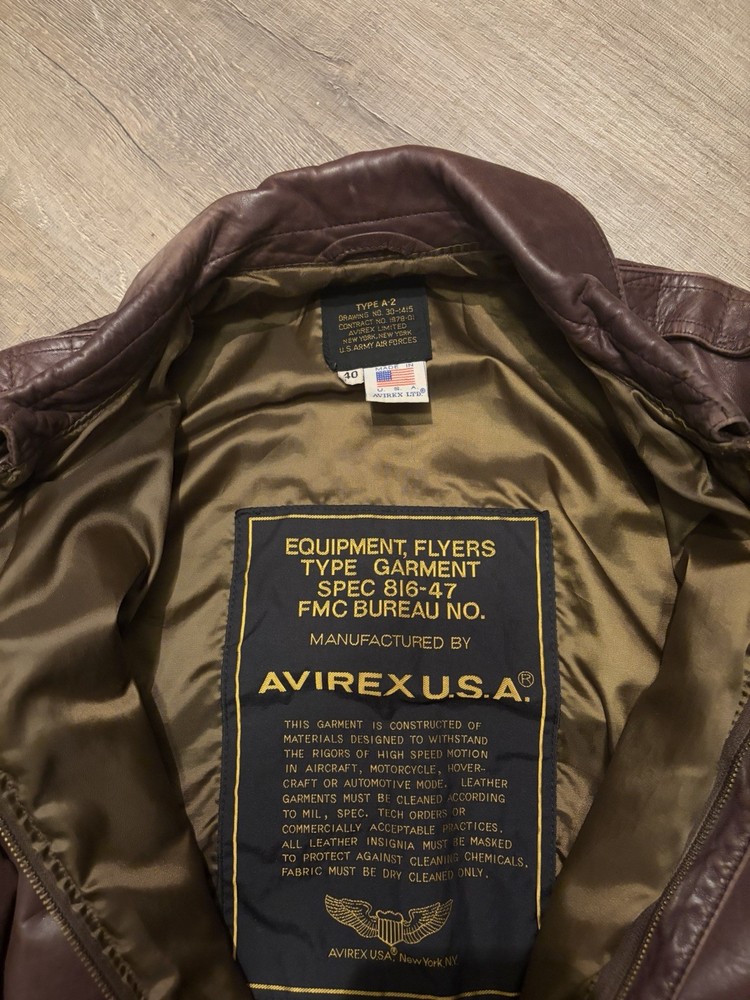 TYPE A-2
DRAWING NO. 30-1415
CONTRACT NO. 1978-01
AVIREX LIMITED
NEW YORK, NEW YORK
U.S. ARMY AIR FORCES
40
MADE IN
U. S. A.
AVIREX LTD.®
EQUIPMENT, FLYERS
TYPE GARMENT
SPEC 816-47
FMC BUREAU NO.
MANUFACTURED BY
AVIREX U.S.A.®
THIS GARMENT IS CONSTRUCTED OF
MATERIALS DESIGNED TO WITHSTAND
THE RIGORS OF HIGH SPEED MOTION
IN AIRCRAFT, MOTORCYCLE, HOVER-
CRAFT OR AUTOMOTIVE MODE. LEATHER
GARMENTS MUST BE CLEANED ACCORDING
TO MIL, SPEC. TECH ORDERS OR
COMMERCIALLY ACCEPTABLE PRACTICES.
ALL LEATHER INSIGNIA MUST BE MASKED
TO PROTECT AGAINST CLEANING CHEMICALS.
FABRIC MUST BE DRY CLEANED ONLY.
®
AVIREX U.S.A. New York, N.Y.